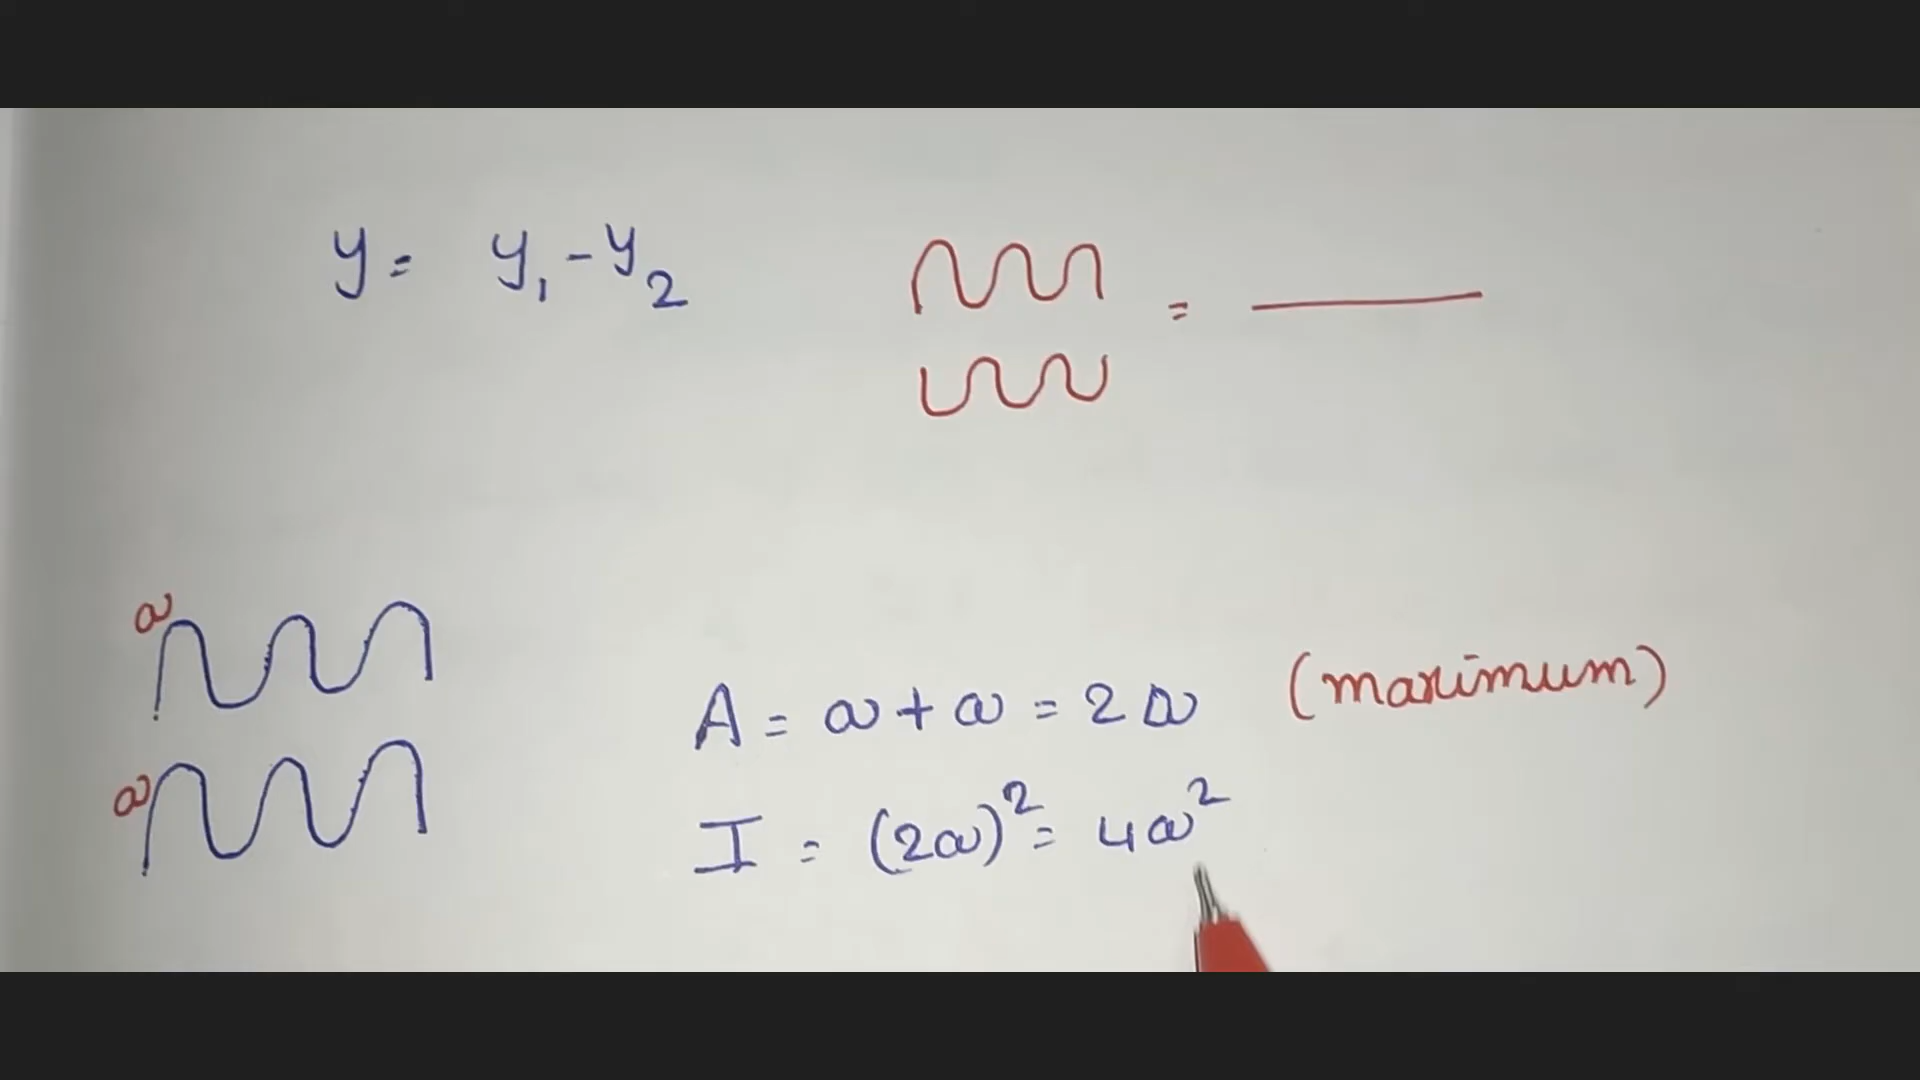 y = y₁ - y₂
=
a
a
A = a + a = 2a (maximum)
I = (2a)² = 4a²